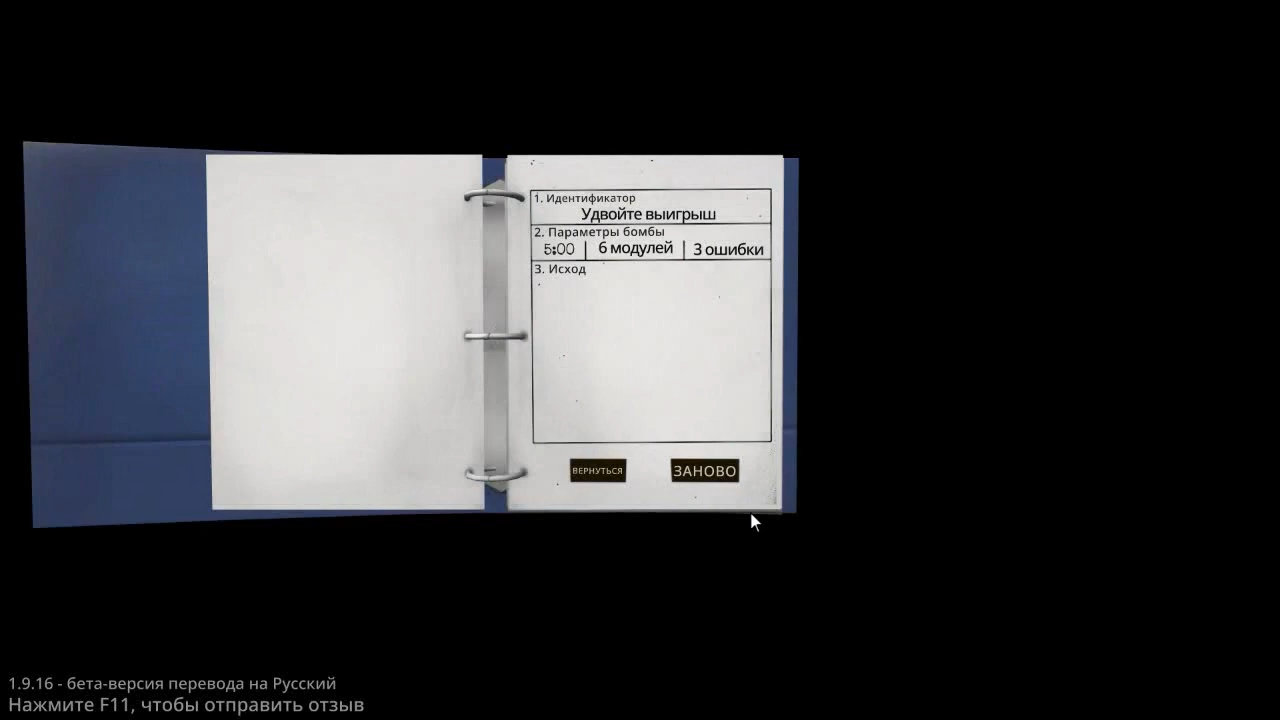 1. Идентификатор
Удвойте выигрыш
2. Параметры бомбы
5:00 | 6 модулей | 3 ошибки
3. Исход
ВЕРНУТЬСЯ ЗАНОВО
1.9.16 - бета-версия перевода на Русский
Нажмите F11, чтобы отправить отзыв